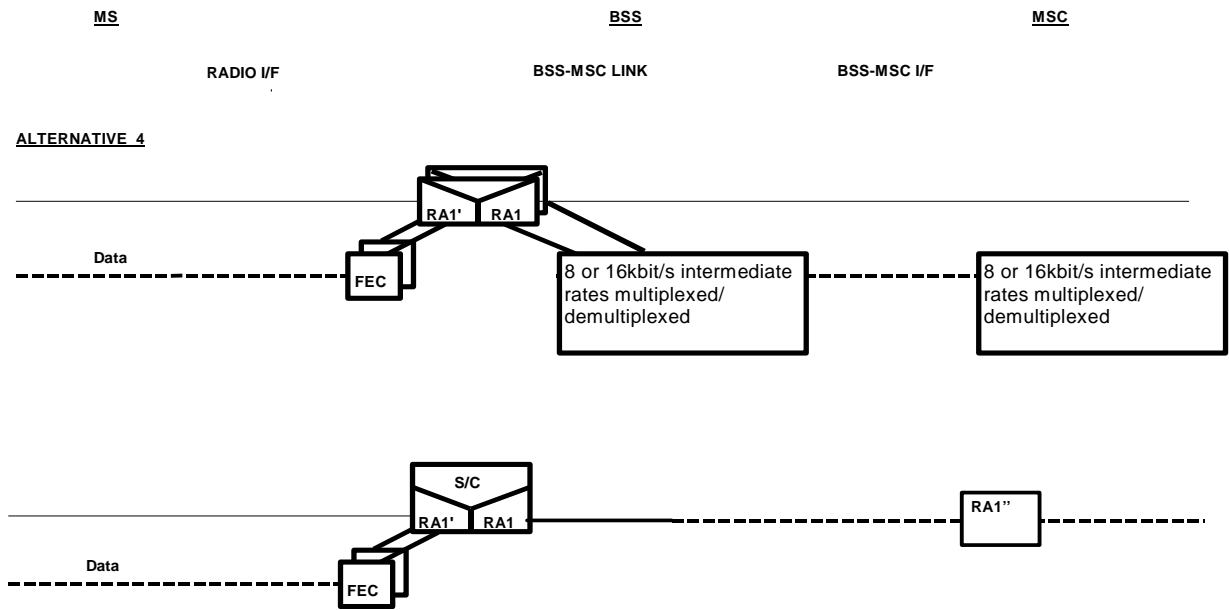 MS BSS MSC
RADIO I/F BSS-MSC LINK BSS-MSC I/F
ALTERNATIVE 4
RA1' RA1
Data
FEC
8 or 16kbit/s intermediate
rates multiplexed/
demultiplexed
8 or 16kbit/s intermediate
rates multiplexed/
demultiplexed
S/C
RA1' RA1
RA1’’
Data
FEC